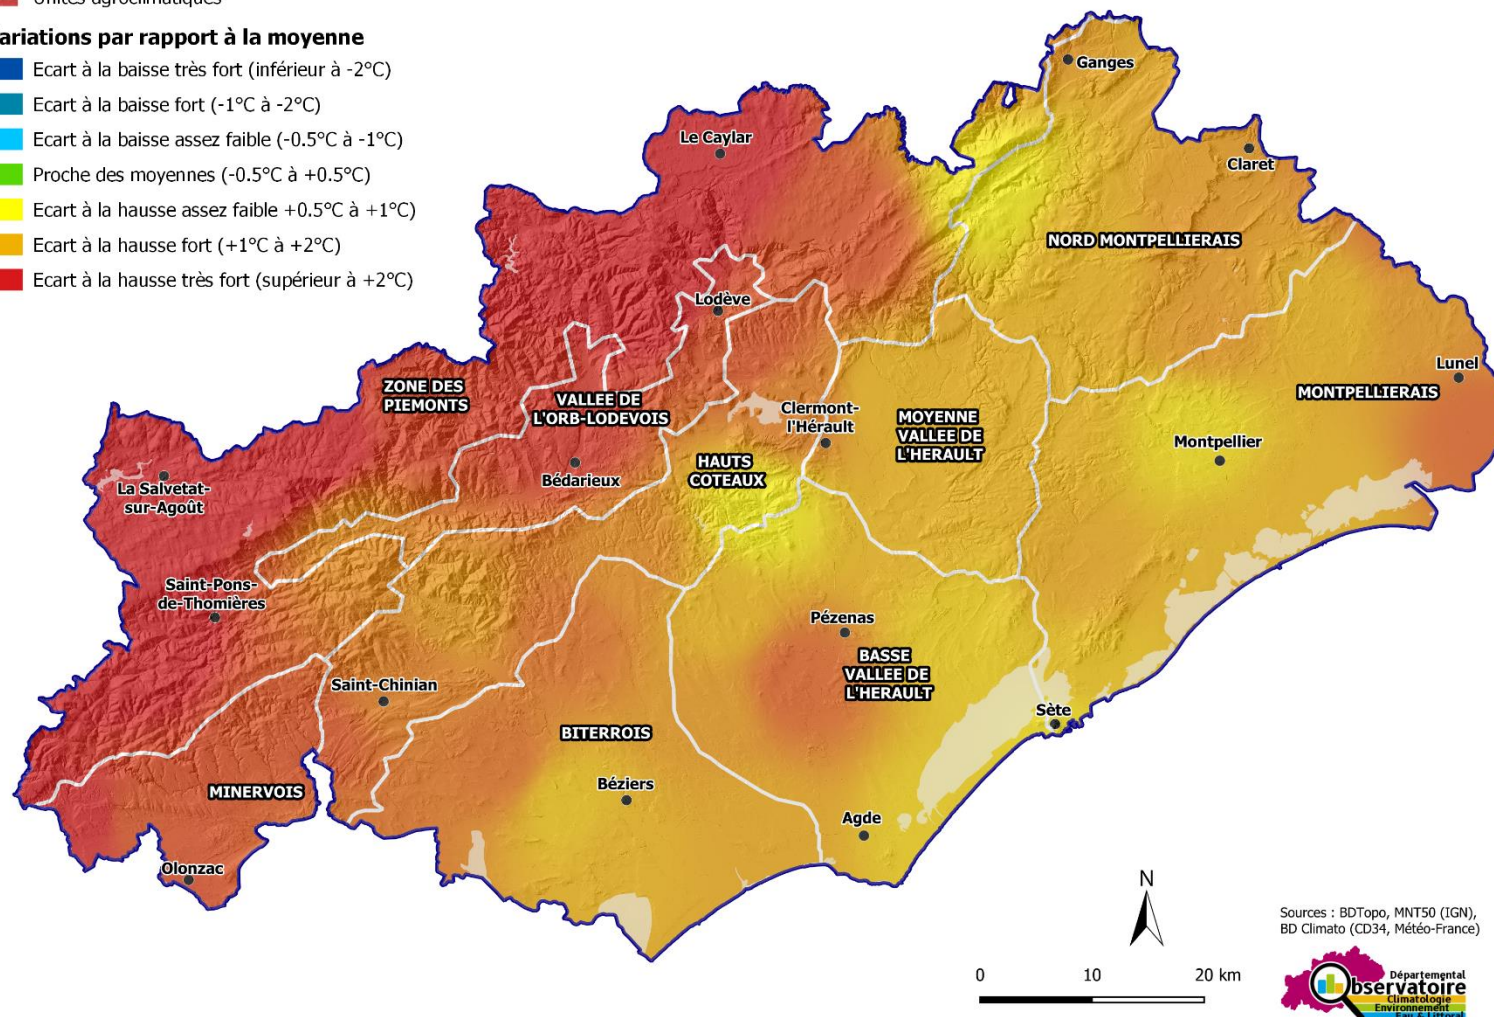 Unités agroclimatiques
ariations par rapport à la moyenne
Ecart à la baisse très fort (inférieur à -2°C)
Ecart à la baisse fort (-1°C à -2°C)
Ecart à la baisse assez faible (-0.5°C à -1°C)
Proche des moyennes (-0.5°C à +0.5°C)
Ecart à la hausse assez faible +0.5°C à +1°C)
Ecart à la hausse fort (+1°C à +2°C)
Ecart à la hausse très fort (supérieur à +2°C)
Ganges
Le Caylar
Claret
NORD MONTPELLIERAIS
Lodève
Lunel
ZONE DES
PIEMONTS
VALLEE DE
L'ORB-LODEVOIS
MONTPELLIERAIS
Clermont-
l'Hérault
MOYENNE
VALLEE DE
L'HERAULT
Montpellier
HAUTS
COTEAUX
Bédarieux
La Salvetat-
sur-Agoût
Saint-Pons-
de-Thomières
Pézenas
BASSE
VALLEE DE
L'HERAULT
Saint-Chinian
Sète
BITERROIS
Béziers
MINERVOIS
Agde
Olonzac
N
0 10 20 km
Sources : BDTopo, MNT50 (IGN),
BD Climato (CD34, Météo-France)
Départemental
Observatoire
Climatologie
Environnement
Eau & Littoral